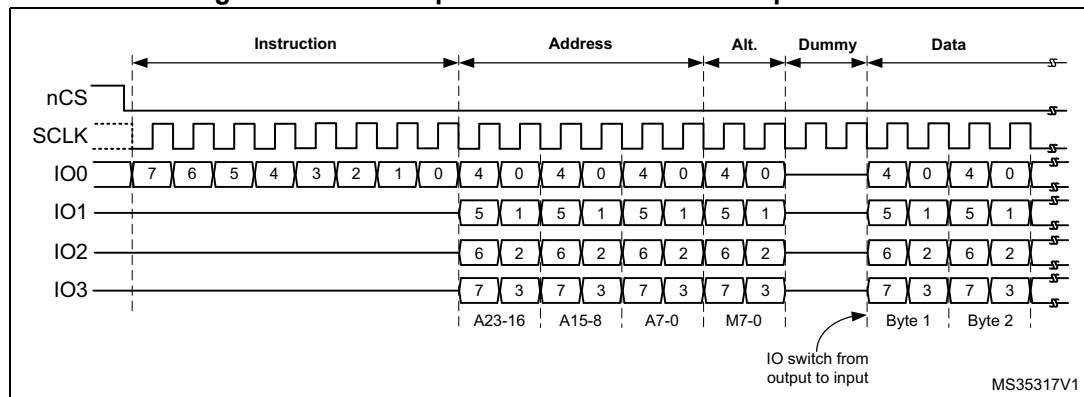 Instruction Address Alt. Dummy Data
nCS
SCLK
IO0 7 6 5 4 3 2 1 0 4 0 4 0 4 0 4 0 4 0 4 0
IO1 5 1 5 1 5 1 5 1 5 1 5 1
IO2 6 2 6 2 6 2 6 2 6 2 6 2
IO3 7 3 7 3 7 3 7 3 7 3 7 3
A23-16 A15-8 A7-0 M7-0 Byte 1 Byte 2
IO switch from
output to input
MS35317V1